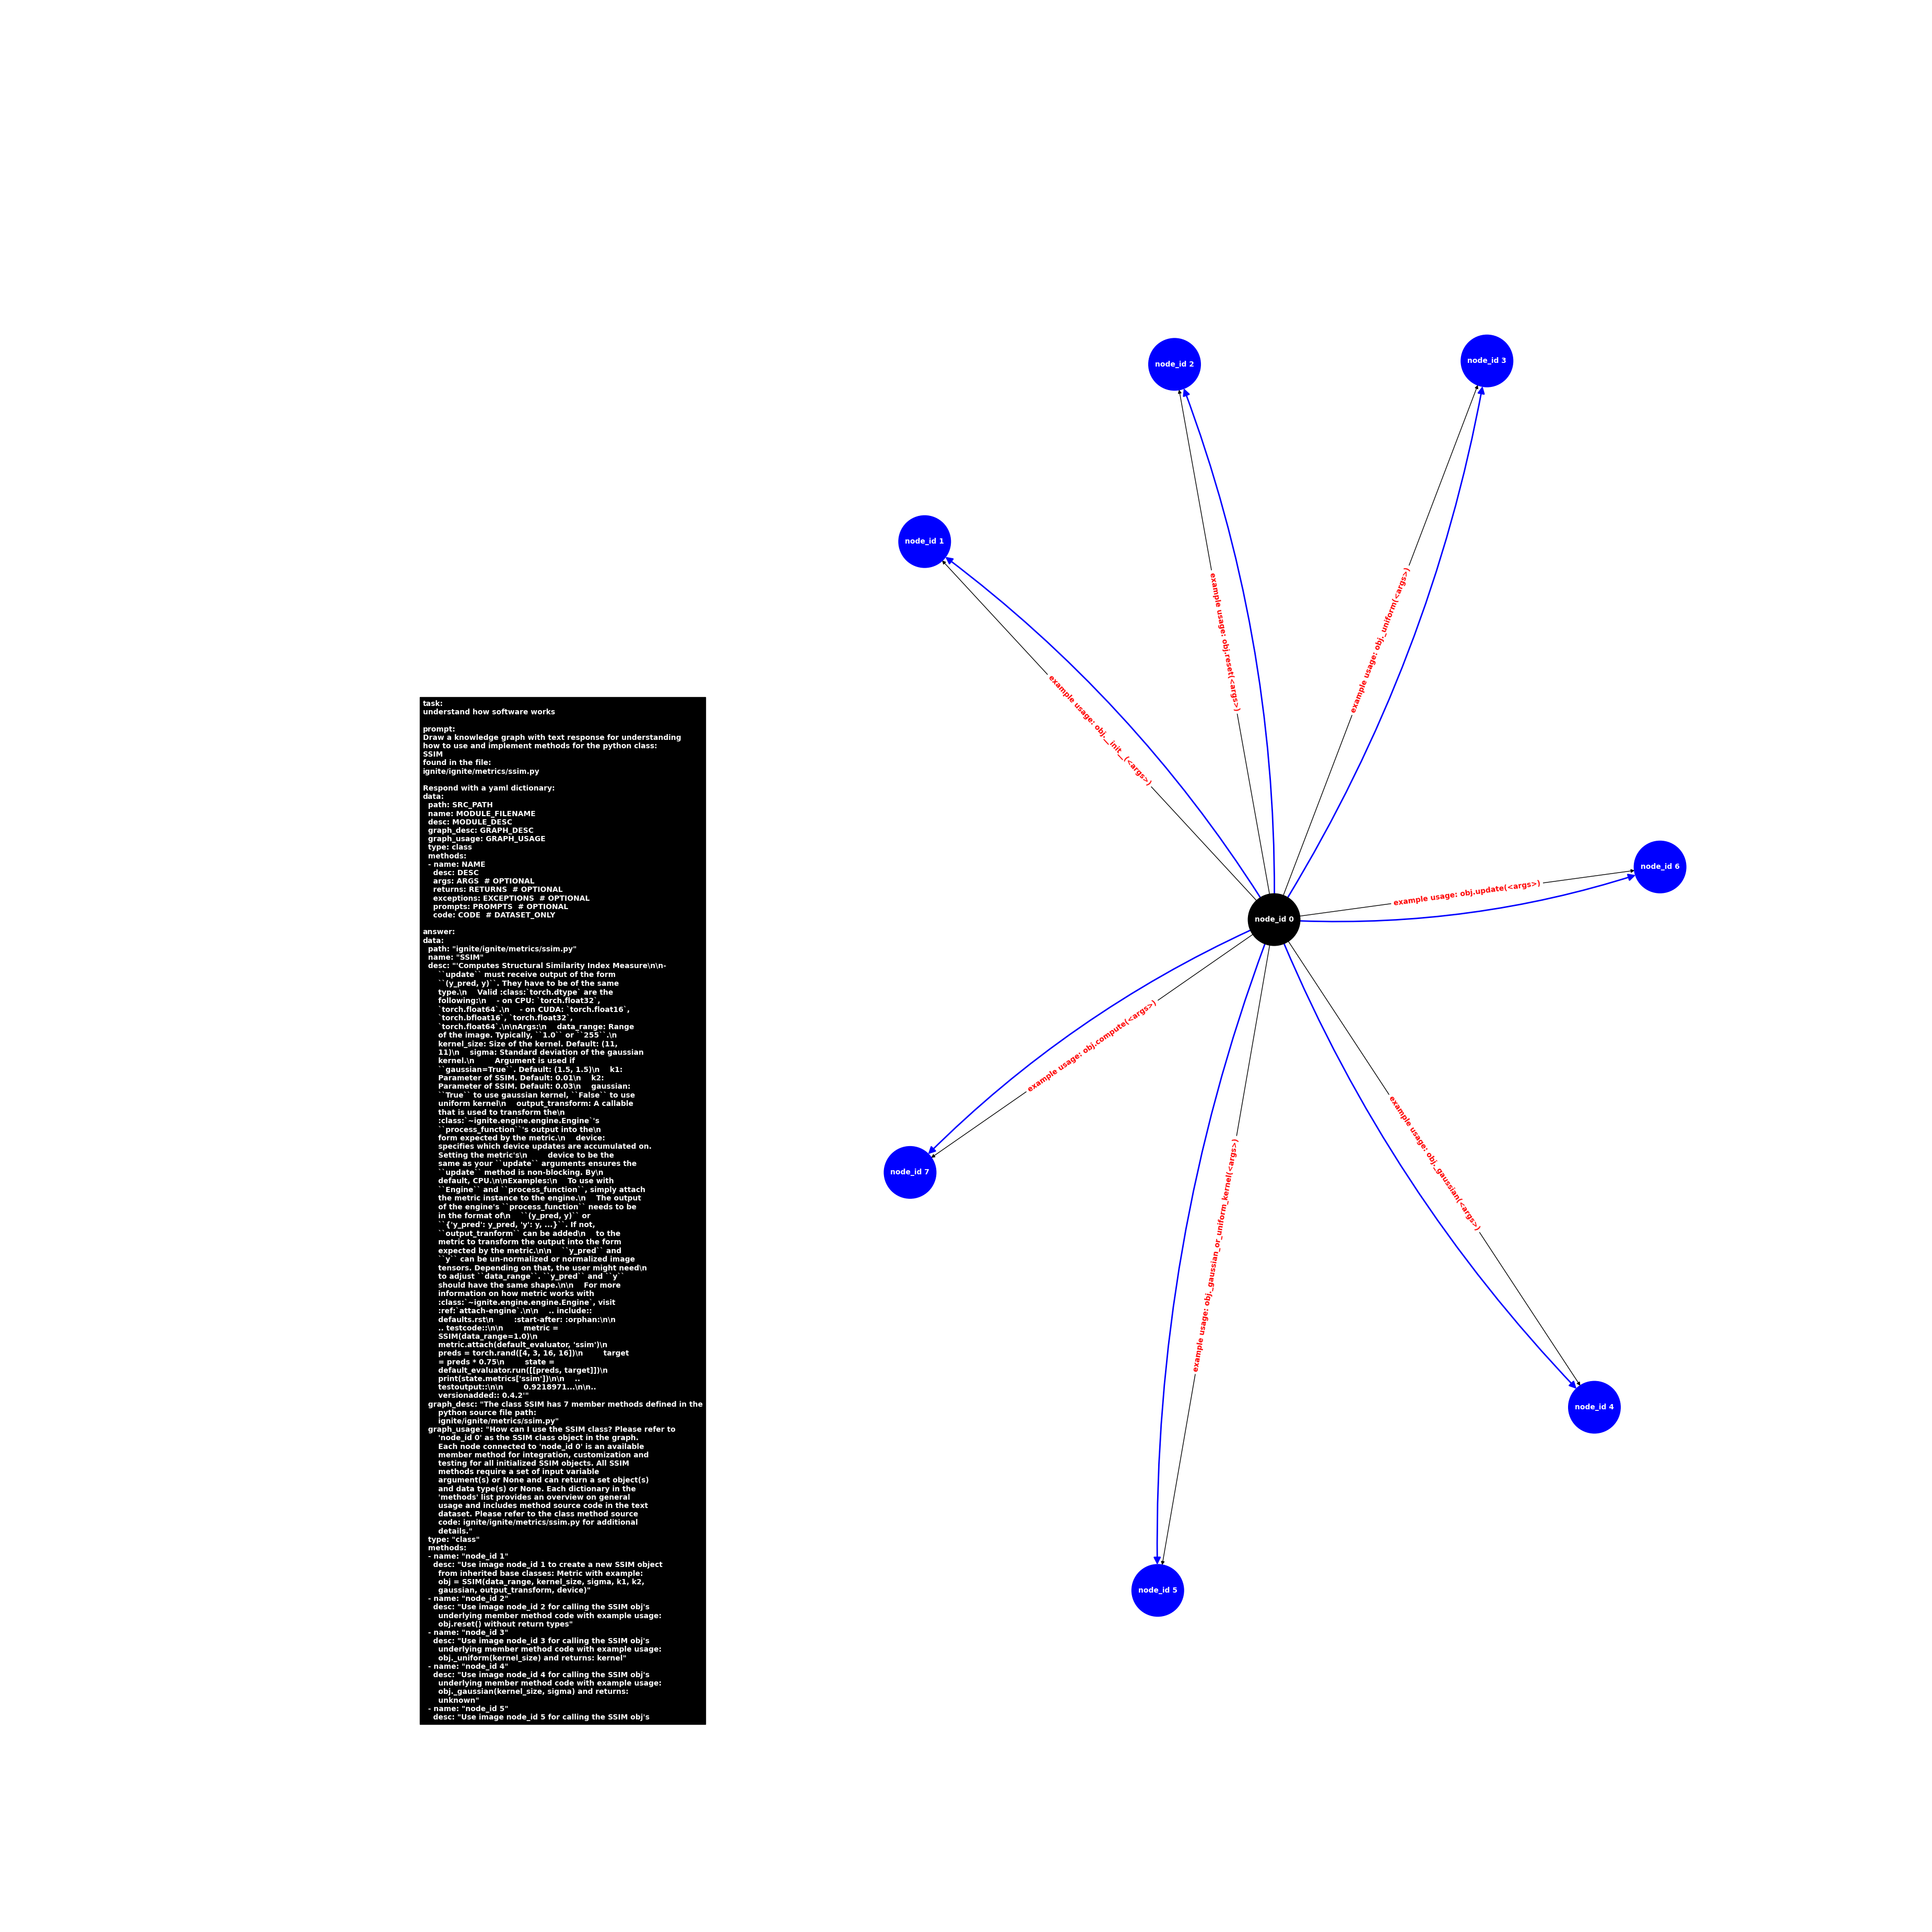 task:
understand how software works

prompt:
Draw a knowledge graph with text response for understanding
how to use and implement methods for the python class:
SSIM
found in the file:
ignite/ignite/metrics/ssim.py

Respond with a yaml dictionary:
data:
  path: SRC_PATH
  name: MODULE_FILENAME
  desc: MODULE_DESC
  graph_desc: GRAPH_DESC
  graph_usage: GRAPH_USAGE
  type: class
  methods:
  - name: NAME
    desc: DESC
    args: ARGS  # OPTIONAL
    returns: RETURNS  # OPTIONAL
    exceptions: EXCEPTIONS  # OPTIONAL
    prompts: PROMPTS  # OPTIONAL
    code: CODE  # DATASET_ONLY

answer:
data:
  path: "ignite/ignite/metrics/ssim.py"
  name: "SSIM"
  desc: "'Computes Structural Similarity Index Measure\n\n-
      ``update`` must receive output of the form
      ``(y_pred, y)``. They have to be of the same
      type.\n    Valid :class:`torch.dtype` are the
      following:\n    - on CPU: `torch.float32`,
      `torch.float64`.\n    - on CUDA: `torch.float16`,
      `torch.bfloat16`, `torch.float32`,
      `torch.float64`.\n\nArgs:\n    data_range: Range
      of the image. Typically, ``1.0`` or ``255``.\n
      kernel_size: Size of the kernel. Default: (11,
      11)\n    sigma: Standard deviation of the gaussian
      kernel.\n        Argument is used if
      ``gaussian=True``. Default: (1.5, 1.5)\n    k1:
      Parameter of SSIM. Default: 0.01\n    k2:
      Parameter of SSIM. Default: 0.03\n    gaussian:
      ``True`` to use gaussian kernel, ``False`` to use
      uniform kernel\n    output_transform: A callable
      that is used to transform the\n
      :class:`~ignite.engine.engine.Engine`'s
      ``process_function``'s output into the\n
      form expected by the metric.\n    device:
      specifies which device updates are accumulated on.
      Setting the metric's\n        device to be the
      same as your ``update`` arguments ensures the
      ``update`` method is non-blocking. By\n
      default, CPU.\n\nExamples:\n    To use with
      ``Engine`` and ``process_function``, simply attach
      the metric instance to the engine.\n    The output
      of the engine's ``process_function`` needs to be
      in the format of\n    ``(y_pred, y)`` or
      ``{'y_pred': y_pred, 'y': y, ...}``. If not,
      ``output_tranform`` can be added\n    to the
      metric to transform the output into the form
      expected by the metric.\n\n    ``y_pred`` and
      ``y`` can be un-normalized or normalized image
      tensors. Depending on that, the user might need\n
      to adjust ``data_range``. ``y_pred`` and ``y``
      should have the same shape.\n\n    For more
      information on how metric works with
      :class:`~ignite.engine.engine.Engine`, visit
      :ref:`attach-engine`.\n\n    .. include::
      defaults.rst\n        :start-after: :orphan:\n\n
      .. testcode::\n\n        metric =
      SSIM(data_range=1.0)\n
      metric.attach(default_evaluator, 'ssim')\n
      preds = torch.rand([4, 3, 16, 16])\n        target
      = preds * 0.75\n        state =
      default_evaluator.run([[preds, target]])\n
      print(state.metrics['ssim'])\n\n    ..
      testoutput::\n\n        0.9218971...\n\n..
      versionadded:: 0.4.2'"
  graph_desc: "The class SSIM has 7 member methods defined in the
      python source file path:
      ignite/ignite/metrics/ssim.py"
  graph_usage: "How can I use the SSIM class? Please refer to
      'node_id 0' as the SSIM class object in the graph.
      Each node connected to 'node_id 0' is an available
      member method for integration, customization and
      testing for all initialized SSIM objects. All SSIM
      methods require a set of input variable
      argument(s) or None and can return a set object(s)
      and data type(s) or None. Each dictionary in the
      'methods' list provides an overview on general
      usage and includes method source code in the text
      dataset. Please refer to the class method source
      code: ignite/ignite/metrics/ssim.py for additional
      details."
  type: "class"
  methods:
  - name: "node_id 1"
    desc: "Use image node_id 1 to create a new SSIM object
      from inherited base classes: Metric with example:
      obj = SSIM(data_range, kernel_size, sigma, k1, k2,
      gaussian, output_transform, device)"
  - name: "node_id 2"
    desc: "Use image node_id 2 for calling the SSIM obj's
      underlying member method code with example usage:
      obj.reset() without return types"
  - name: "node_id 3"
    desc: "Use image node_id 3 for calling the SSIM obj's
      underlying member method code with example usage:
      obj._uniform(kernel_size) and returns: kernel"
  - name: "node_id 4"
    desc: "Use image node_id 4 for calling the SSIM obj's
      underlying member method code with example usage:
      obj._gaussian(kernel_size, sigma) and returns:
      unknown"
  - name: "node_id 5"
    desc: "Use image node_id 5 for calling the SSIM obj's
node_id 2
node_id 3
node_id 1
example usage: obj.reset(<args>)
example usage: obj._uniform(<args>)
example usage: obj.__init__(<args>)
node_id 6
example usage: obj.update(<args>)
node_id 0
example usage: obj.compute(<args>)
node_id 7
example usage: obj._gaussian(<args>)
example usage: obj._gaussian_or_uniform_kernel(<args>)
node_id 4
node_id 5